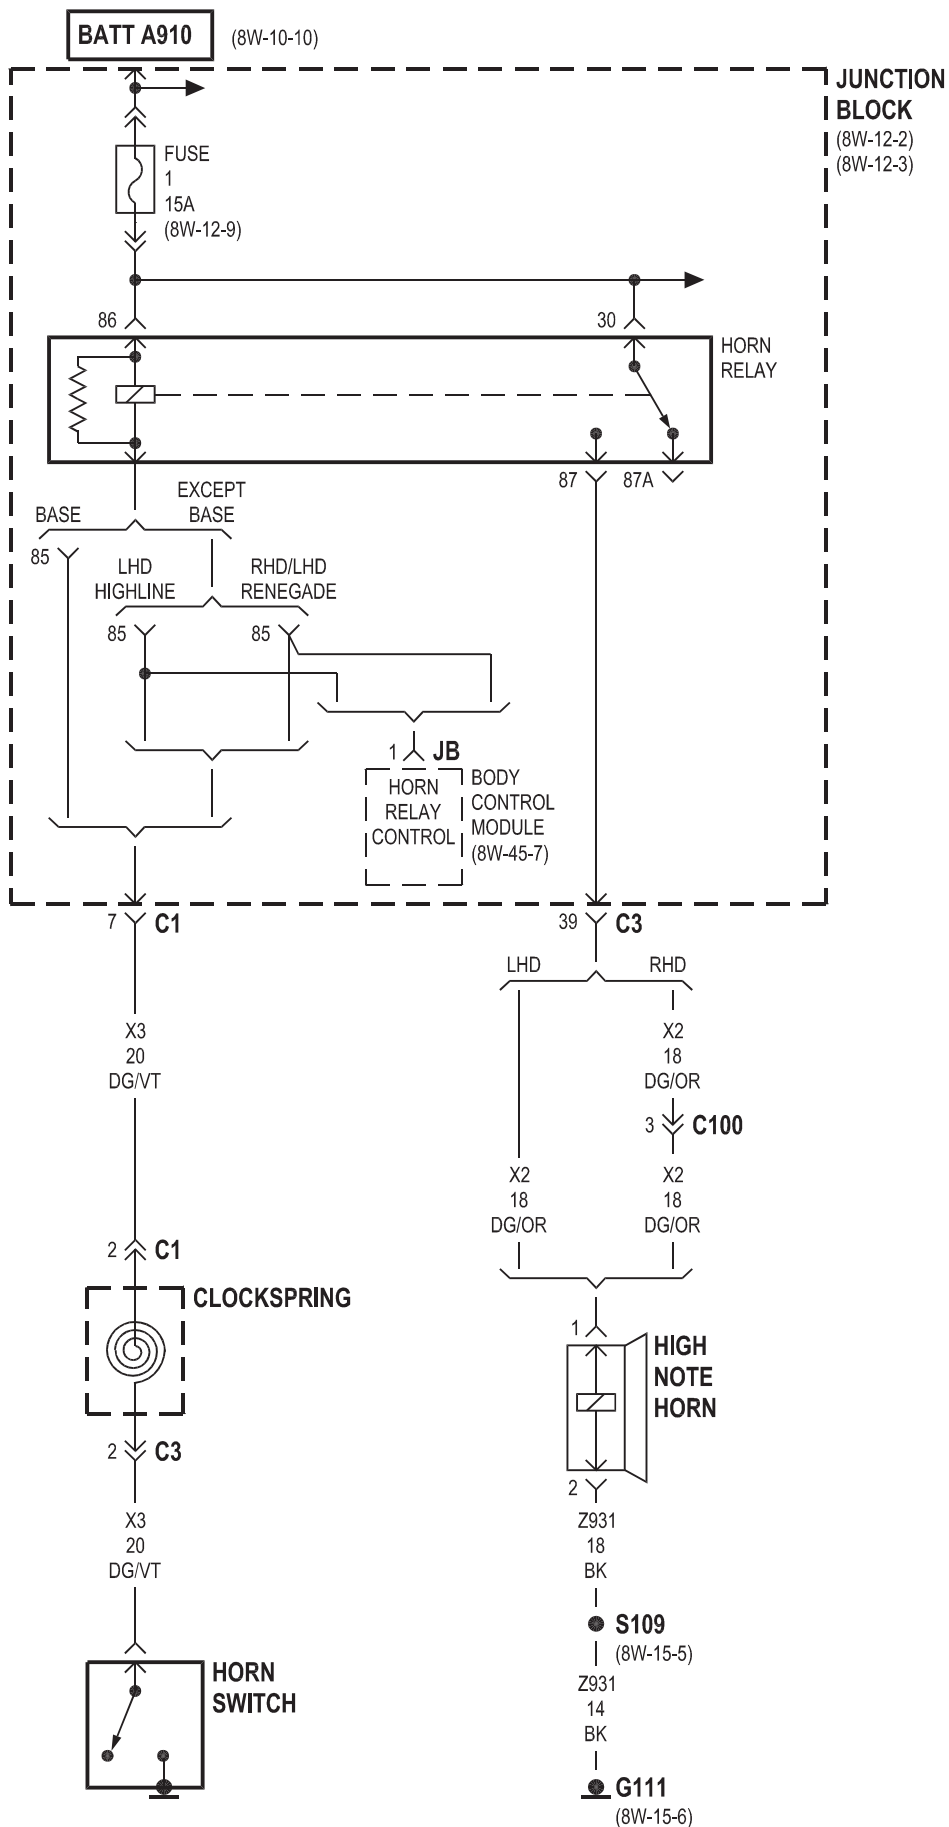 BATT A910
(8W-10-10)
JUNCTION
BLOCK
(8W-12-2)
(8W-12-3)
FUSE
1
15A
(8W-12-9)
86
30
HORN
RELAY
87
87A
BASE
EXCEPT
BASE
85
LHD
HIGHLINE
RHD/LHD
RENEGADE
85
85
1
JB
HORN
RELAY
CONTROL
BODY
CONTROL
MODULE
(8W-45-7)
7
C1
39
C3
LHD
RHD
X3
20
DG/VT
X2
18
DG/OR
3
C100
X2
18
DG/OR
X2
18
DG/OR
2
C1
CLOCKSPRING
1
HIGH
NOTE
HORN
2
C3
2
X3
20
DG/VT
Z931
18
BK
S109
(8W-15-5)
HORN
SWITCH
Z931
14
BK
G111
(8W-15-6)